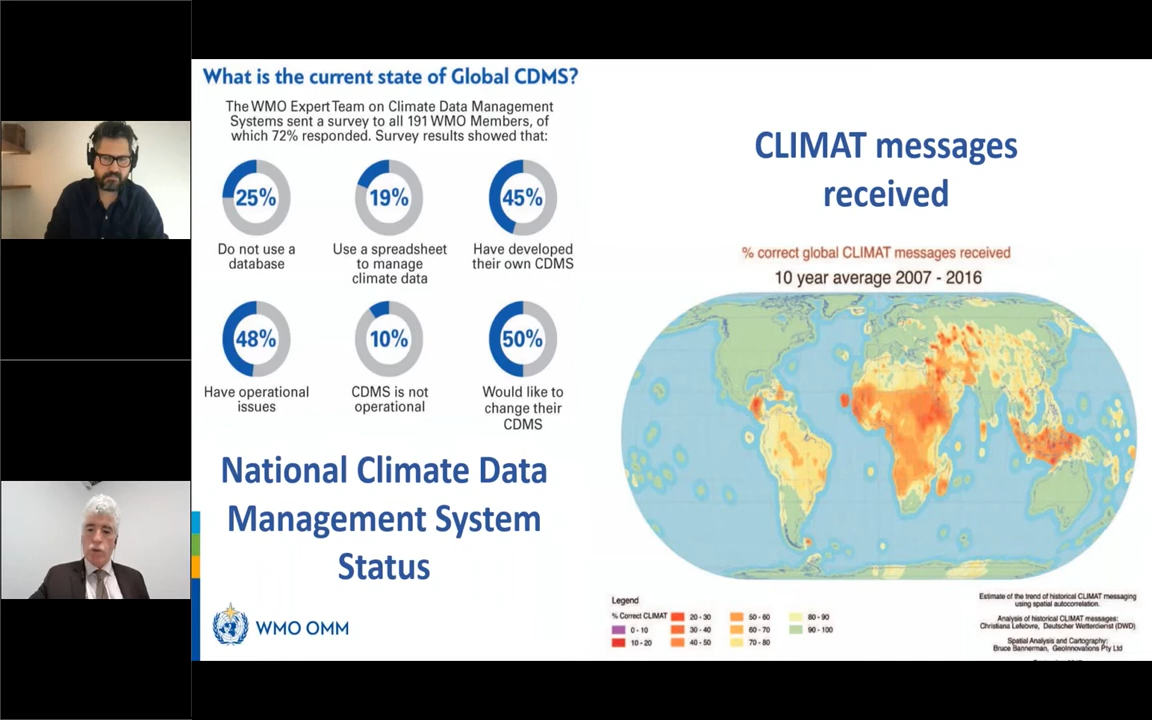 What is the current state of Global CDMS?
The WMO Expert Team on Climate Data Management
Systems sent a survey to all 191 WMO Members, of
which 72% responded. Survey results showed that:
25%
19%
45%
Do not use a
database
Use a spreadsheet
to manage
climate data
Have developed
their own CDMS
48%
10%
50%
Have operational
issues
CDMS is not
operational
Would like to
change their
CDMS
National Climate Data
Management System
Status
WMO OMM
CLIMAT messages
received
% correct global CLIMAT messages received
10 year average 2007 - 2016
Legend
% Correct CLIMAT
0 - 10
10 - 20
20 - 30
30 - 40
40 - 50
50 - 60
60 - 70
70 - 80
80 - 90
90 - 100
Estimate of the trend of historical CLIMAT messaging
using spatial autocorrelation.
Analysis of historical CLIMAT messages:
Christiana Lefebvre, Deutscher Wetterdienst (DWD)
Spatial Analysis and Cartography:
Bruce Bannerman, GeoInnovations Pty Ltd